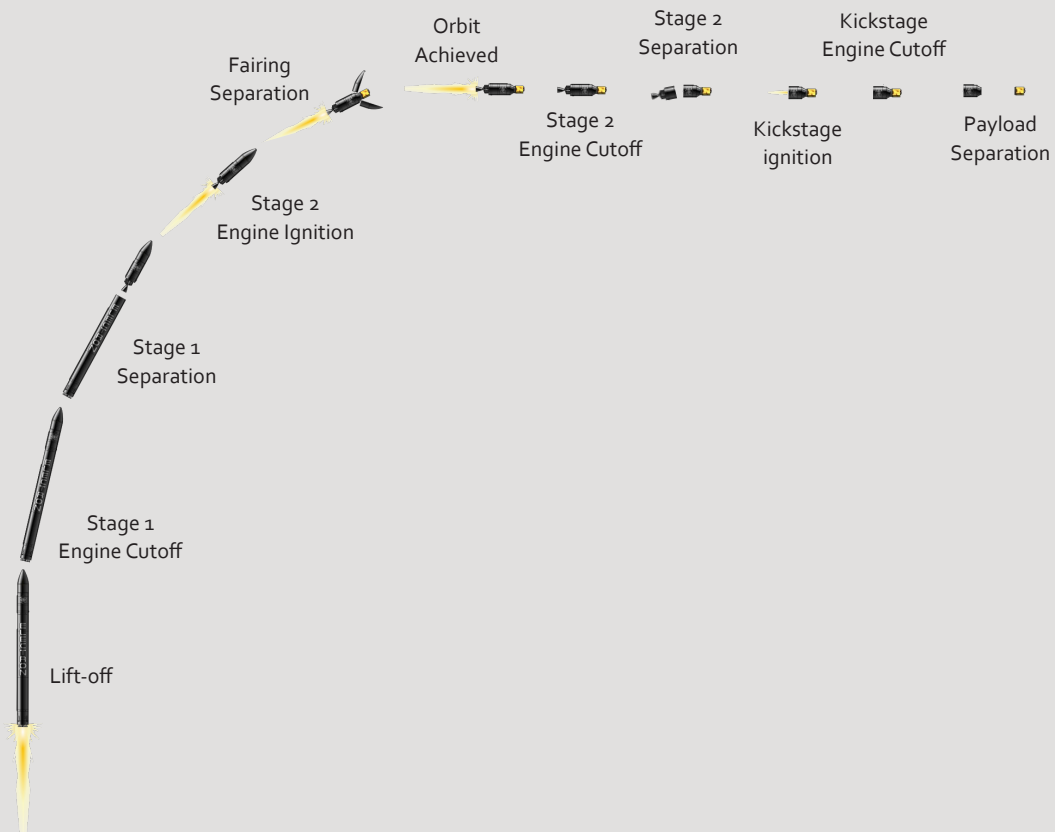 Lift-off
Stage 1
Engine Cutoff
Stage 1
Separation
Stage 2
Engine Ignition
Fairing
Separation
Orbit
Achieved
Stage 2
Engine Cutoff
Stage 2
Separation
Kickstage
ignition
Kickstage
Engine Cutoff
Payload
Separation